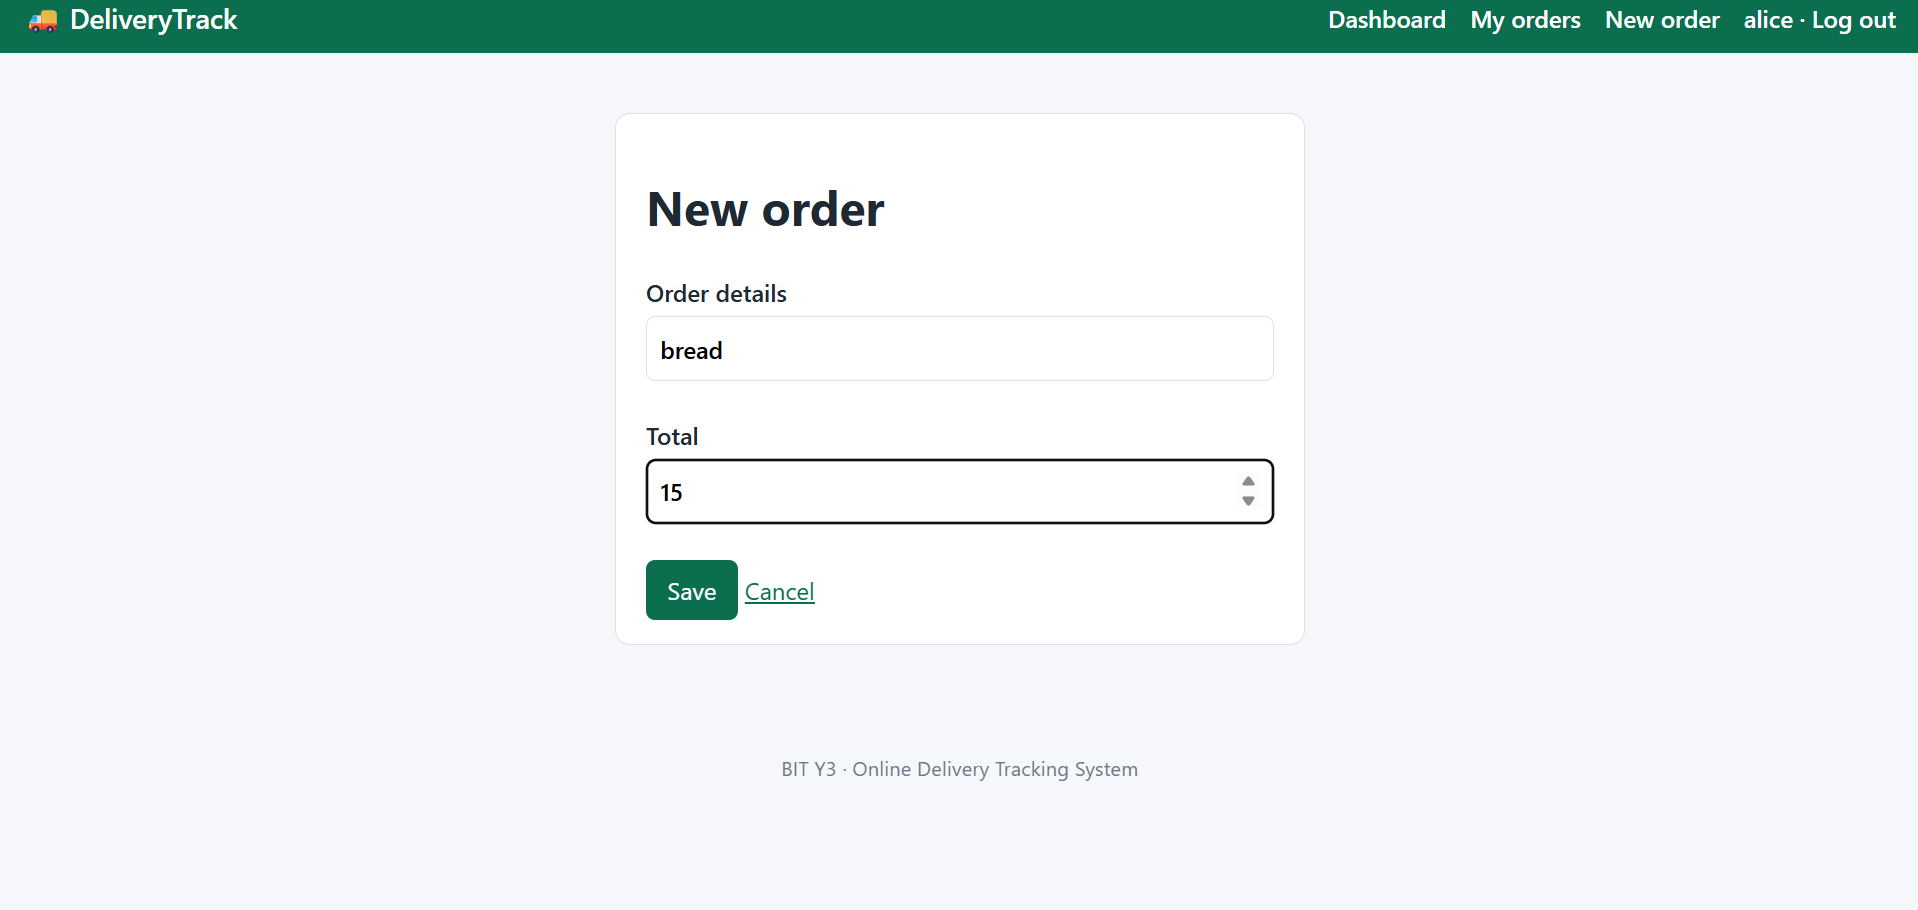 DeliveryTrack
Dashboard My orders New order alice · Log out
New order
Order details
bread
Total
15
Save Cancel
BIT Y3 · Online Delivery Tracking System